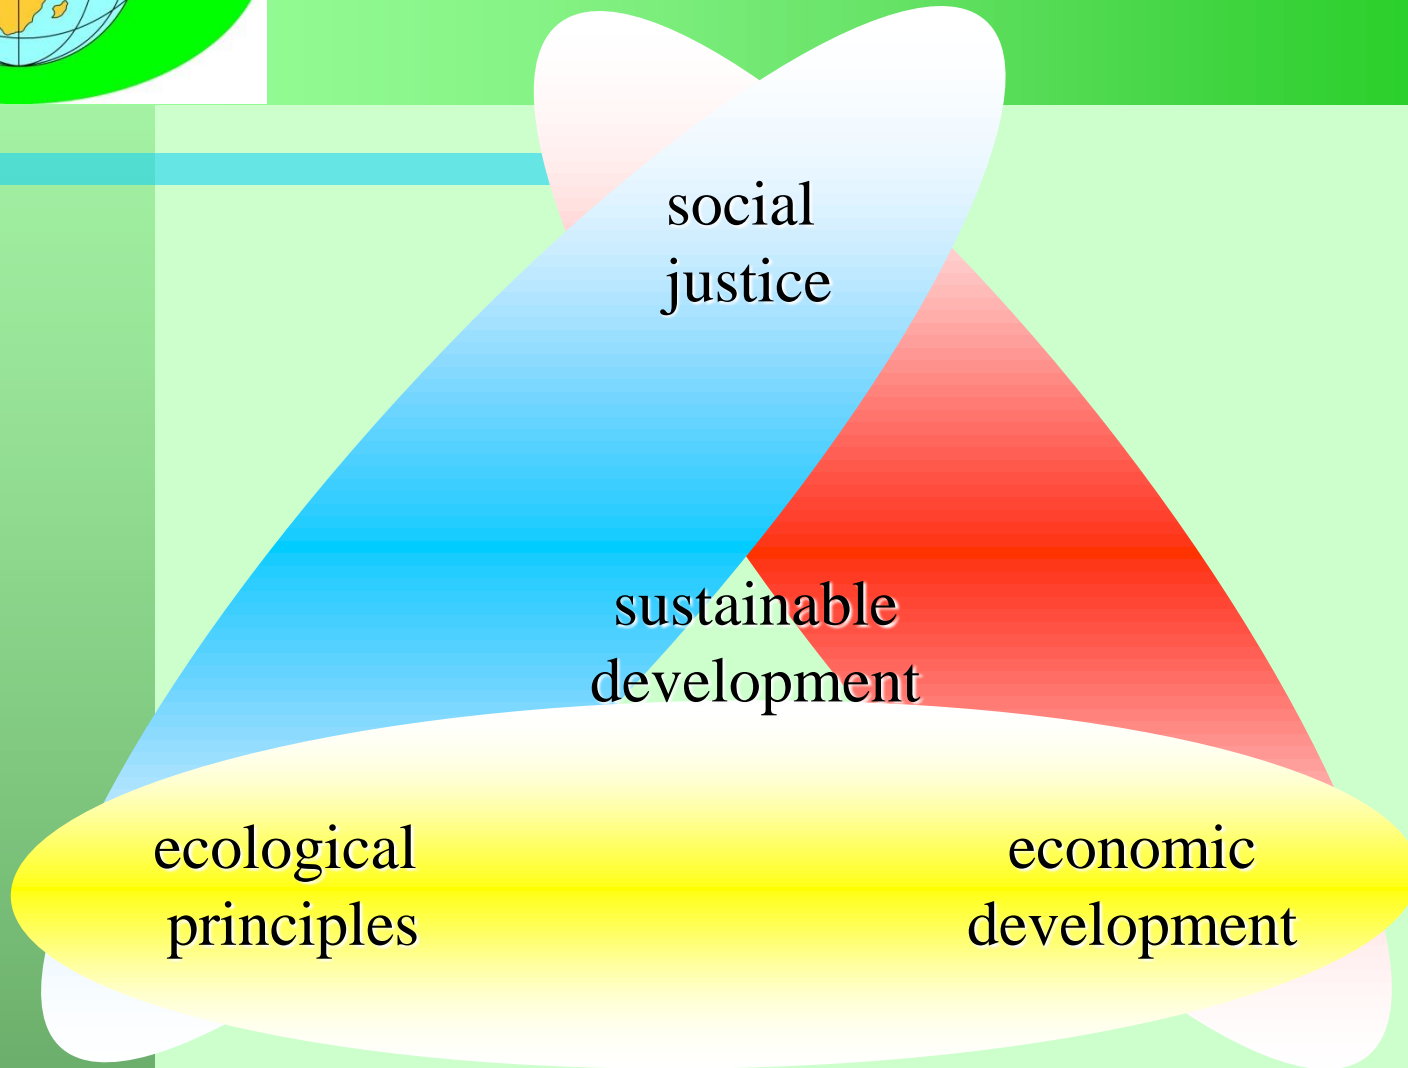 social
justice
sustainable
development
ecological
principles
economic
development